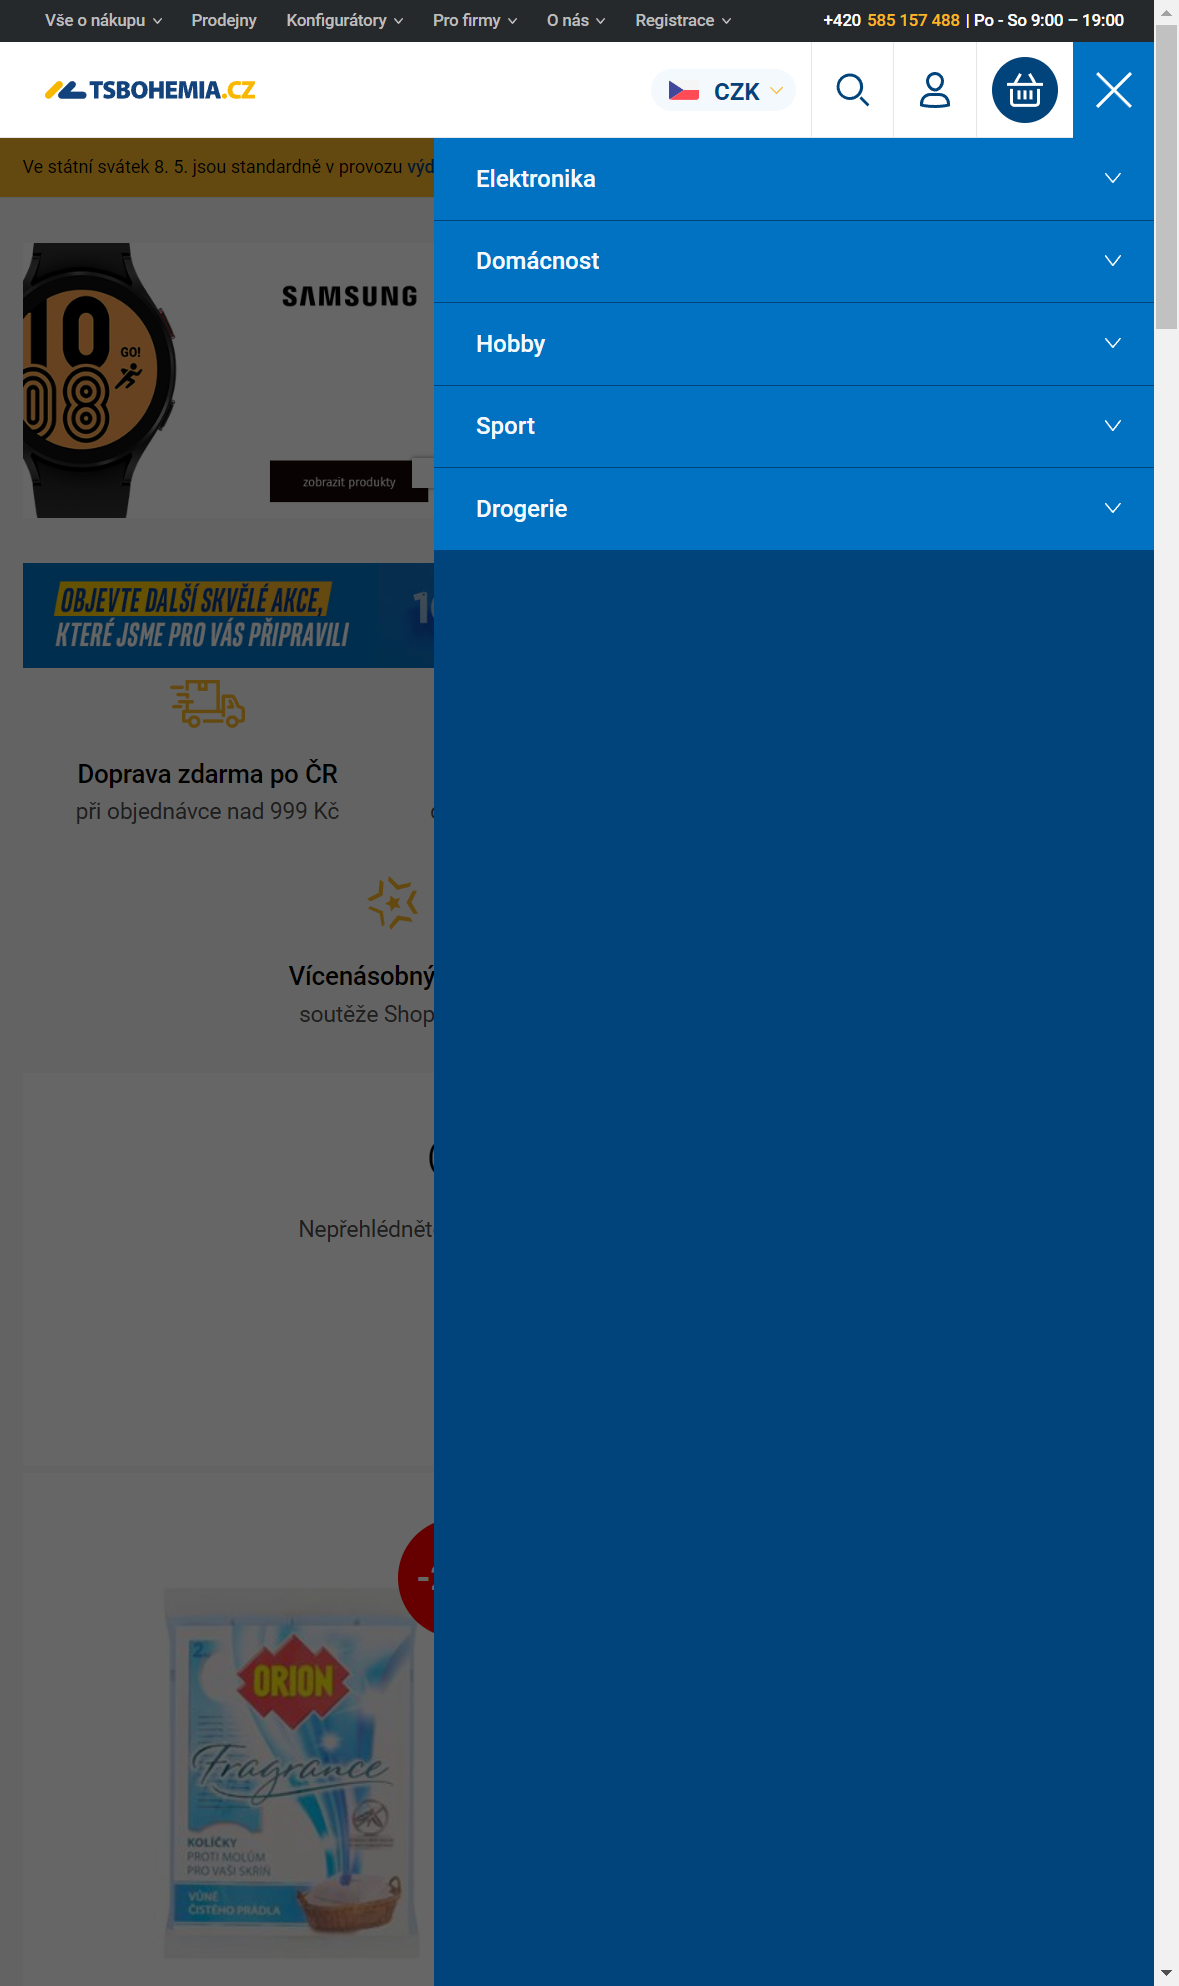 Vše o nákupu Prodejny Konfigurátory Pro firmy O nás Registrace +420 585 157 488 | Po - So 9:00 – 19:00
TSBOHEMIA.CZ CZK
Ve státní svátek 8. 5. jsou standardně v provozu
Elektronika
Domácnost
Hobby
Sport
Drogerie
10
08
GO!
SAMSUNG
zobrazit produkty
OBJEVTE DALŠÍ SKVĚLÉ AKCE,
KTERÉ JSME PRO VÁS PŘIPRAVILI
Doprava zdarma po ČR
při objednávce nad 999 Kč
Vícenásobný
soutěže Shop
ORION
Fragrance
KOLÍČKY
PROTI MOLŮM
PRO VAŠI SKŘÍŇ
VŮNĚ
ČISTÉHO PRÁDLA